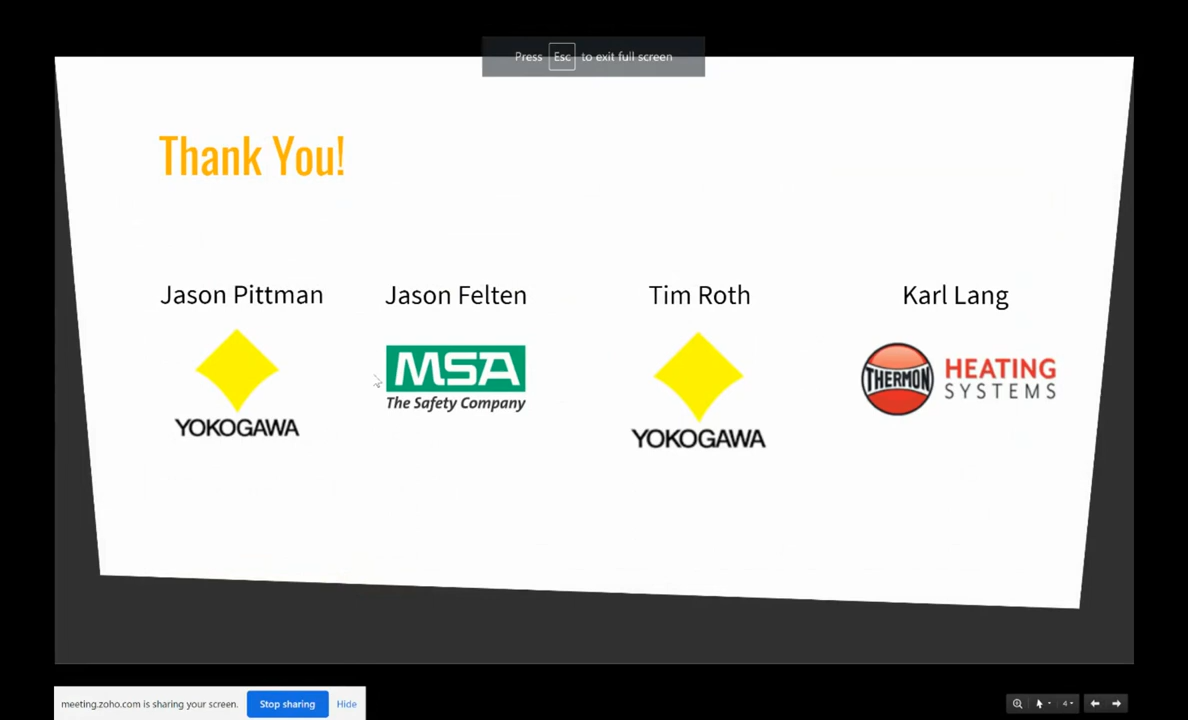 Press Esc to exit full screen
Thank You!
Jason Pittman
Jason Felten
Tim Roth
Karl Lang
YOKOGAWA
MSA
The Safety Company
YOKOGAWA
THERMON
HEATING
SYSTEMS
meeting.zoho.com is sharing your screen.
Stop sharing
Hide
4